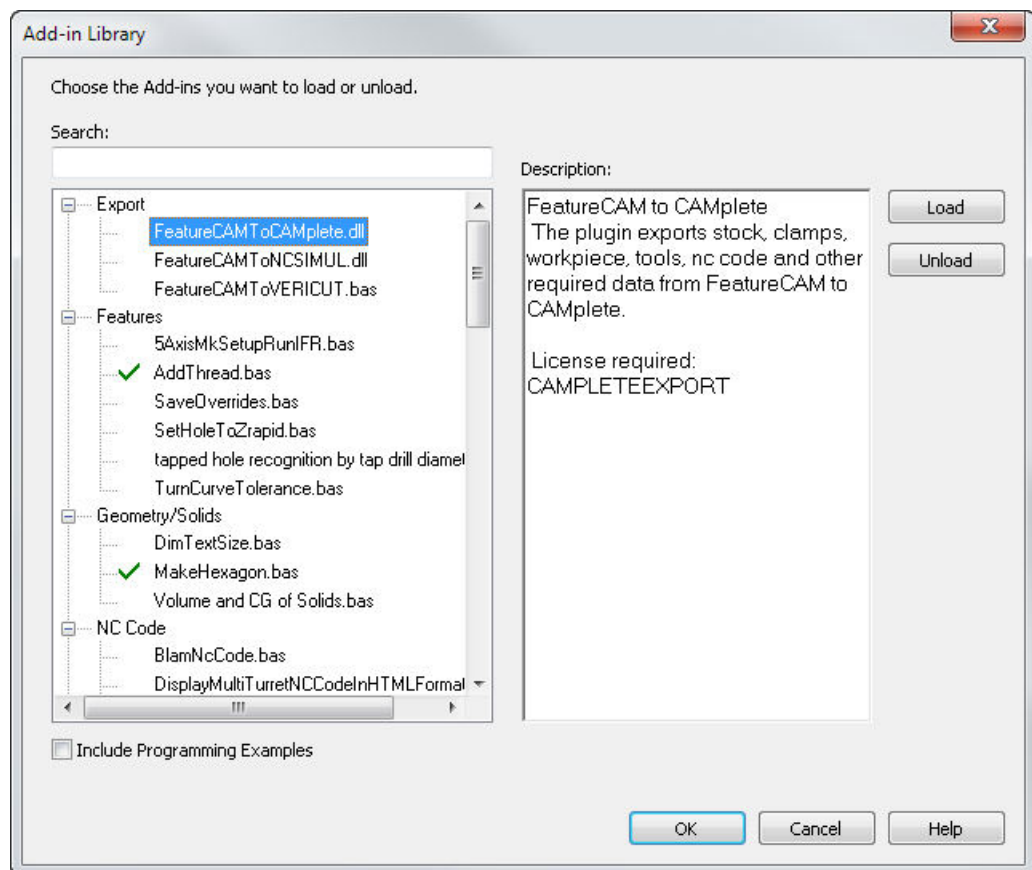 Add-in Library
Choose the Add-ins you want to load or unload.
Search:
Export
FeatureCAMToCAMplete.dll
FeatureCAMToNCSIMUL.dll
FeatureCAMToVERICUT.bas
Features
5AxisMkSetupRunIFR.bas
AddThread.bas
SaveOverrides.bas
SetHoleToZrapid.bas
tapped hole recognition by tap drill diamet
TurnCurveTolerance.bas
Geometry/Solids
DimTextSize.bas
MakeHexagon.bas
Volume and CG of Solids.bas
NC Code
BlamNcCode.bas
DisplayMultiTurretNCCodeInHTMLFormat
Include Programming Examples
Description:
FeatureCAM to CAMplete
The plugin exports stock, clamps,
workpiece, tools, nc code and other
required data from FeatureCAM to
CAMplete.
License required:
CAMPLETEEXPORT
Load
Unload
OK
Cancel
Help